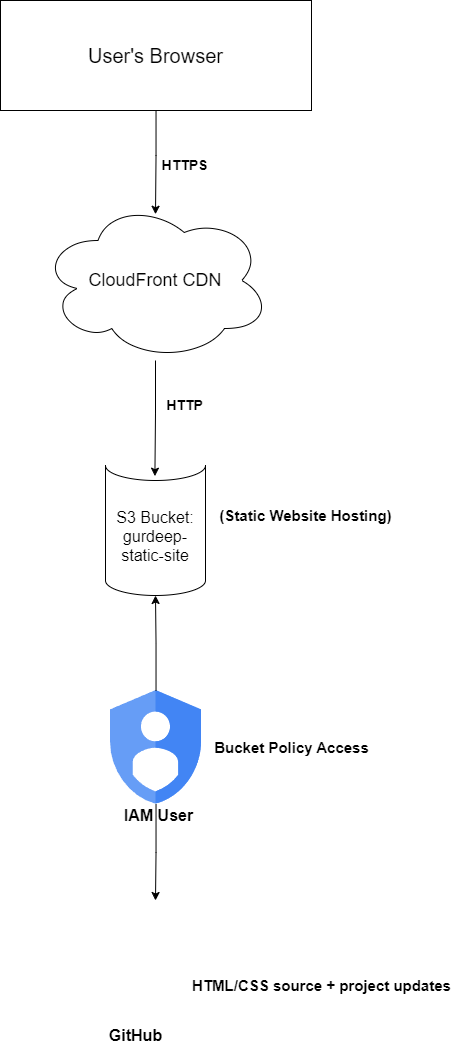 User's Browser
HTTPS
CloudFront CDN
HTTP
S3 Bucket:
gurdeep-
static-site
(Static Website Hosting)
Bucket Policy Access
IAM User
HTML/CSS source + project updates
GitHub